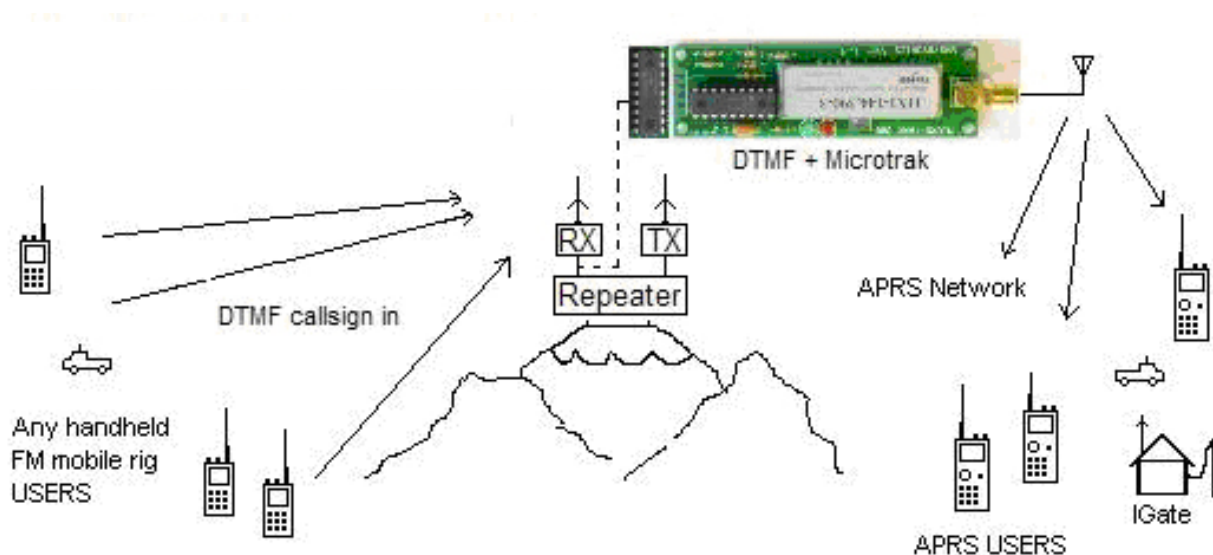 DTMF + Microtrak
RX
TX
Repeater
DTMF callsign in
APRS Network
Any handheld
FM mobile rig
USERS
APRS USERS
IGate